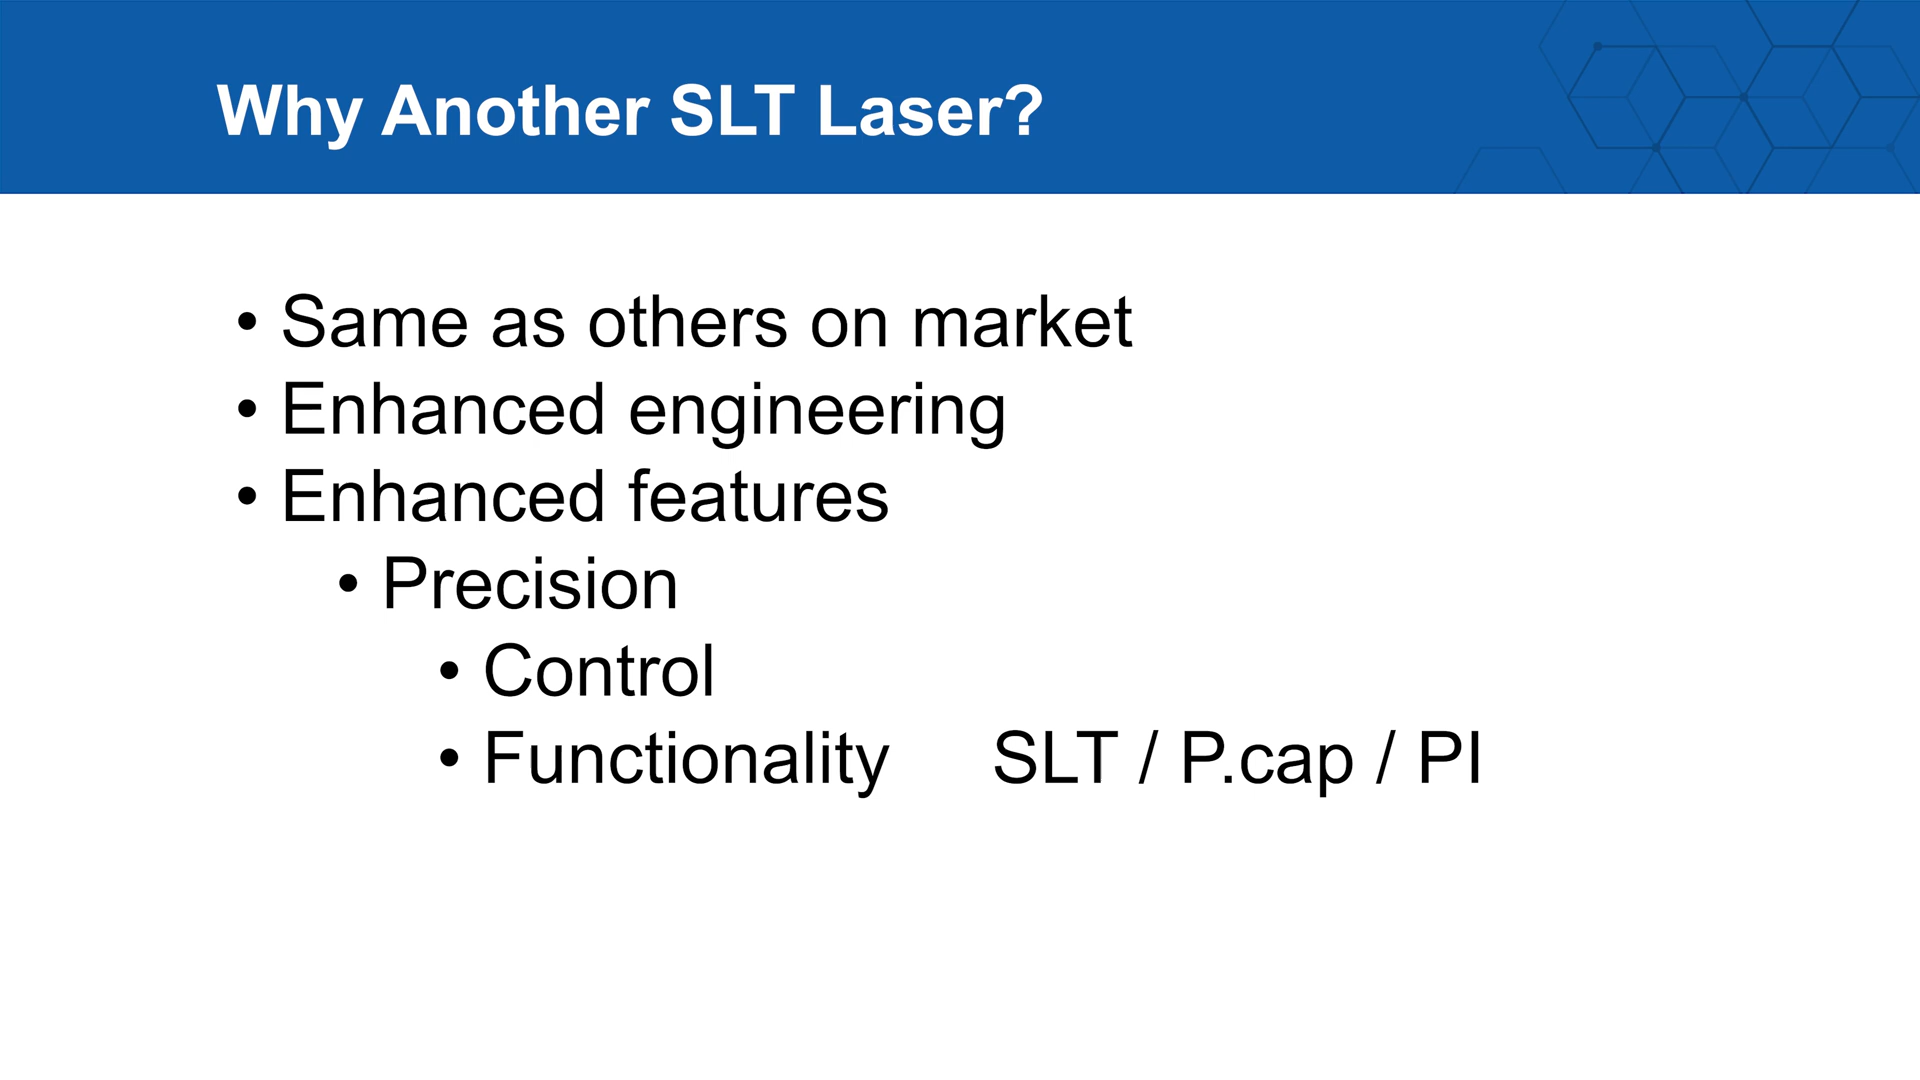 Why Another SLT Laser?
• Same as others on market
• Enhanced engineering
• Enhanced features
• Precision
• Control
• Functionality SLT / P.cap / PI